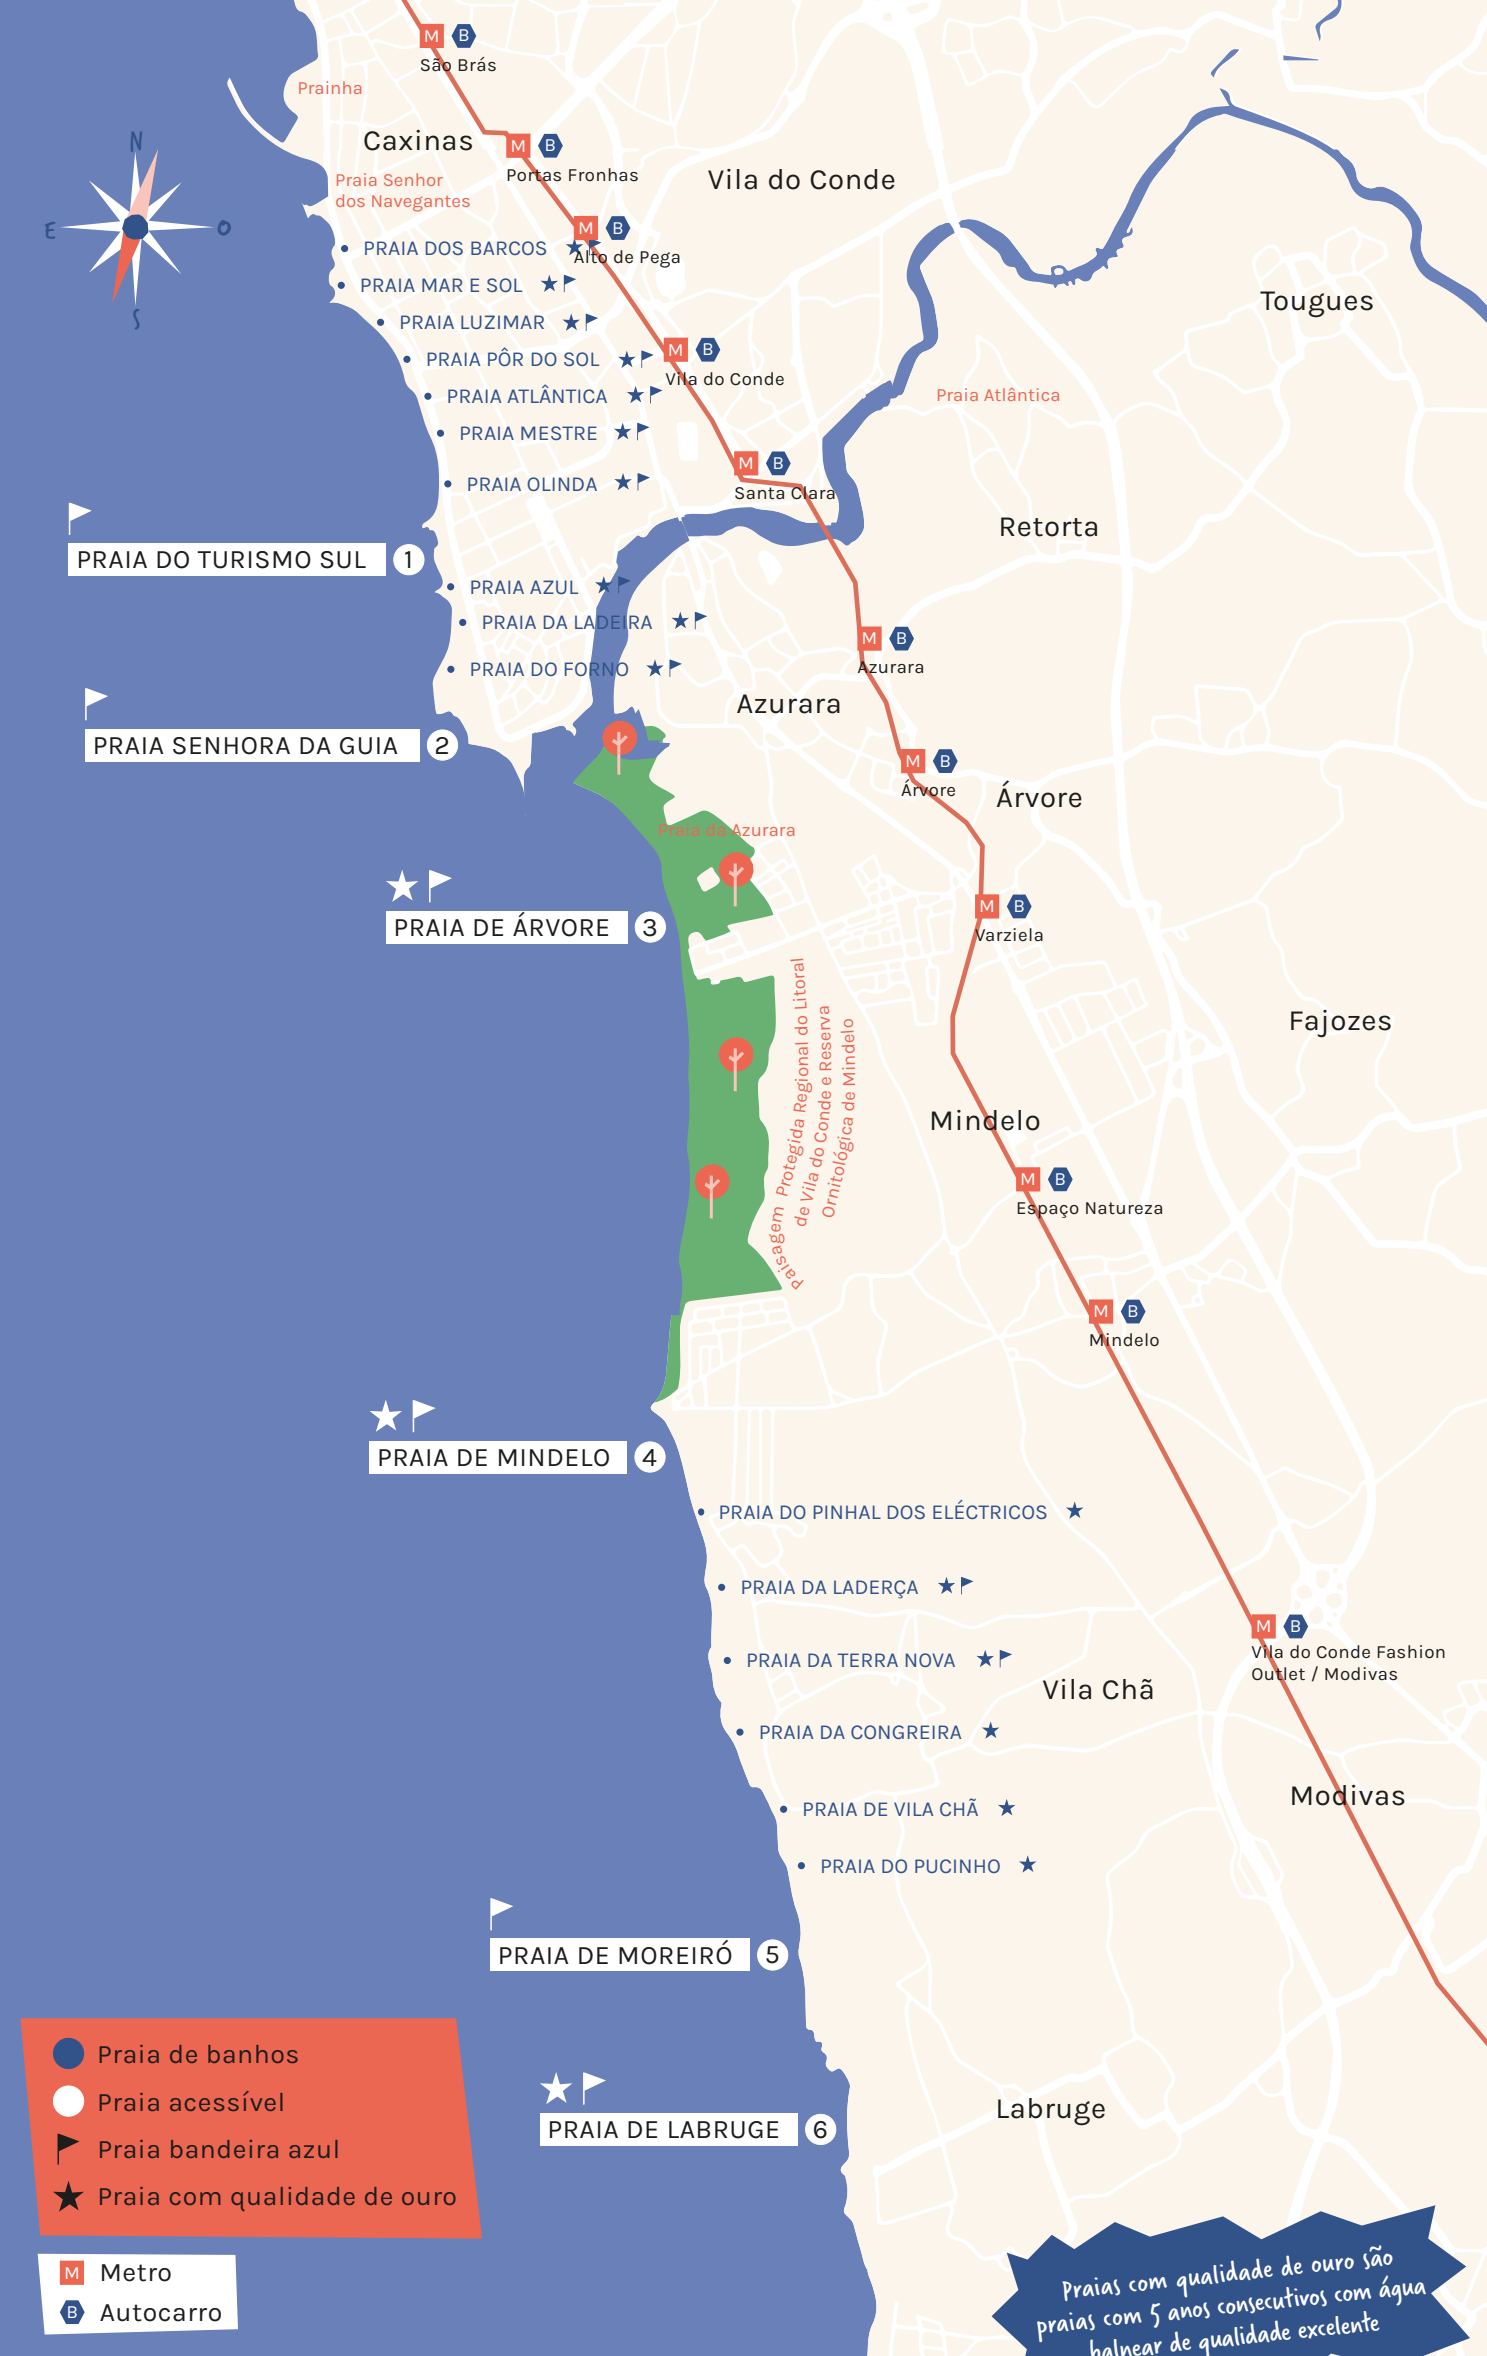 M B
São Brás
Prainha
Caxinas
M B
Portas Fronhas
Vila do Conde
Praia Senhor
dos Navegantes
N
E O
S
M B
Alto de Pega
PRAIA DOS BARCOS
PRAIA MAR E SOL
Tougues
PRAIA LUZIMAR
PRAIA PÔR DO SOL
M B
Vila do Conde
PRAIA ATLÂNTICA
Praia Atlântica
PRAIA MESTRE
M B
Santa Clara
PRAIA OLINDA
Retorta
PRAIA DO TURISMO SUL 1
PRAIA AZUL
PRAIA DA LADEIRA
M B
Azurara
PRAIA DO FORNO
Azurara
PRAIA SENHORA DA GUIA 2
M B
Árvore
Árvore
Praia da Azurara
PRAIA DE ÁRVORE 3
M B
Varziela
Paisagem Protegida Regional do Litoral
de Vila do Conde e Reserva
Ornitológica de Mindelo
Fajozes
Mindelo
M B
Espaço Natureza
M B
Mindelo
PRAIA DE MINDELO 4
PRAIA DO PINHAL DOS ELÉCTRICOS
PRAIA DA LADERÇA
M B
Vila do Conde Fashion
Outlet / Modivas
PRAIA DA TERRA NOVA
Vila Chã
PRAIA DA CONGREIRA
Modivas
PRAIA DE VILA CHÃ
PRAIA DO PUCINHO
PRAIA DE MOREIRÓ 5
Praia de banhos
Praia acessível
Praia bandeira azul
Praia com qualidade de ouro
PRAIA DE LABRUGE 6
Labruge
M Metro
B Autocarro
Praias com qualidade de ouro são
praias com 5 anos consecutivos com água
balnear de qualidade excelente